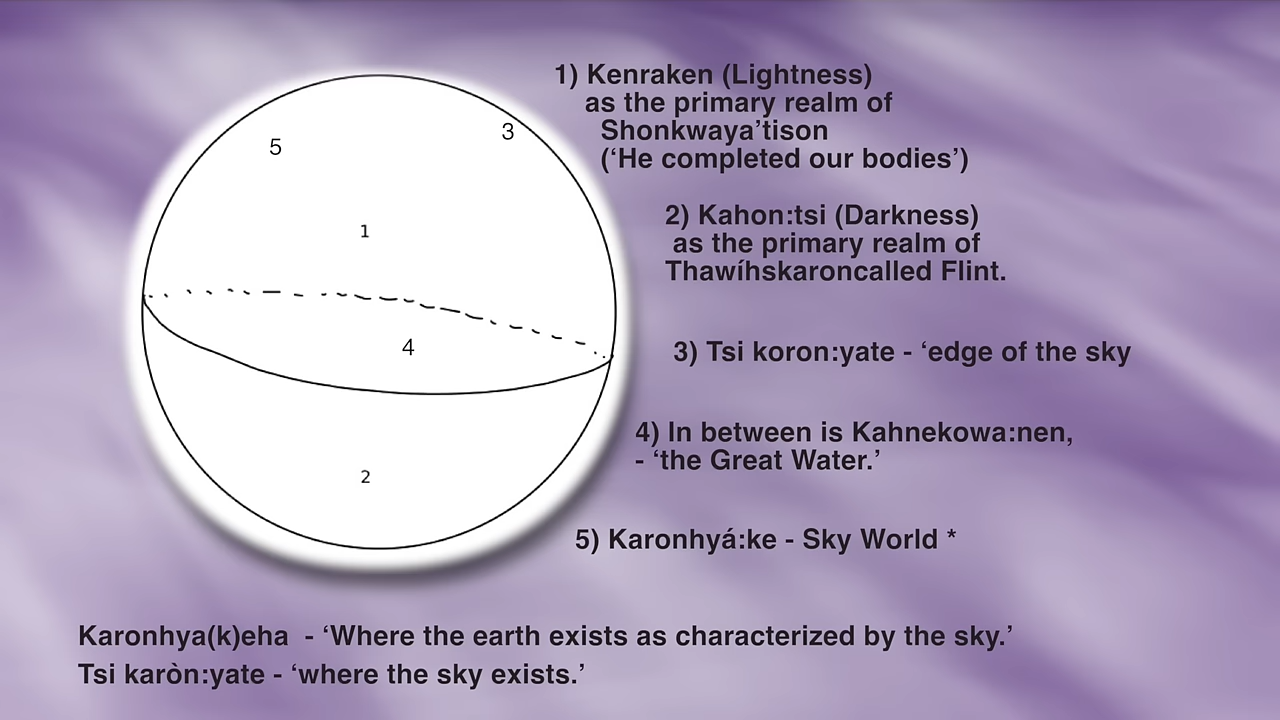 5
3
1
4
2
1) Kenraken (Lightness)
as the primary realm of
Shonkwaya’tison
(‘He completed our bodies’)
2) Kahon:tsi (Darkness)
as the primary realm of
Thawíhskaroncalled Flint.
3) Tsi koron:yate - ‘edge of the sky
4) In between is Kahnekowa:nen,
- ‘the Great Water.’
5) Karonhyá:ke - Sky World *
Karonhya(k)eha - ‘Where the earth exists as characterized by the sky.’
Tsi karòn:yate - ‘where the sky exists.’